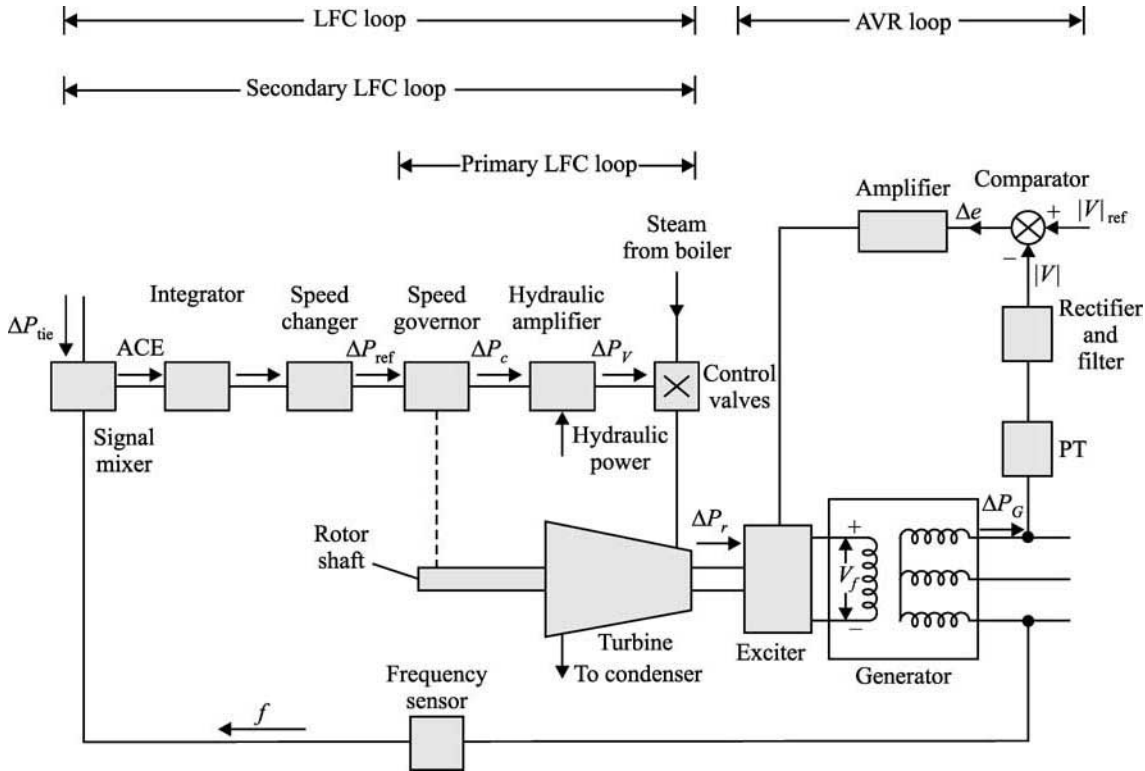 LFC loop
AVR loop
Secondary LFC loop
Primary LFC loop
Amplifier
Comparator
Δe
+
|V|ref
−
|V|
Steam
from boiler
Integrator
Speed
changer
Speed
governor
Hydraulic
amplifier
Rectifier
and
filter
ΔPtie
ACE
ΔPref
ΔPc
ΔPV
Control
valves
Signal
mixer
Hydraulic
power
PT
ΔPr
ΔPG
Rotor
shaft
+
Vf
−
Turbine
Exciter
Generator
To condenser
Frequency
sensor
f